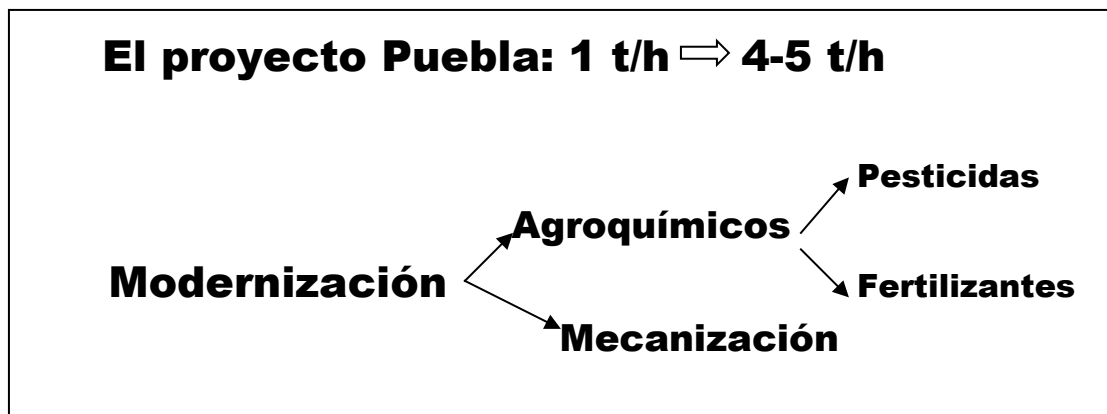 El proyecto Puebla: 1 t/h ⇨ 4-5 t/h
Pesticidas
Agroquímicos
Modernización
Fertilizantes
Mecanización